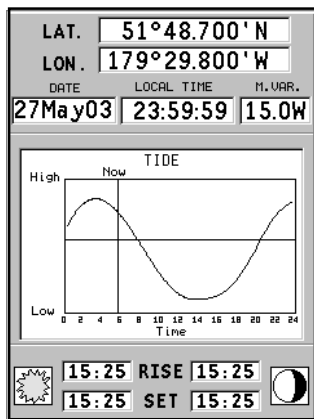 LAT. 51°48.700'N
LON. 179°29.800'W
DATE LOCAL TIME M.VAR.
27May03 23:59:59 15.0W
TIDE
High Now
Low
0 2 4 6 8 10 12 14 16 18 20 22 24
Time
15:25 RISE 15:25
15:25 SET 15:25